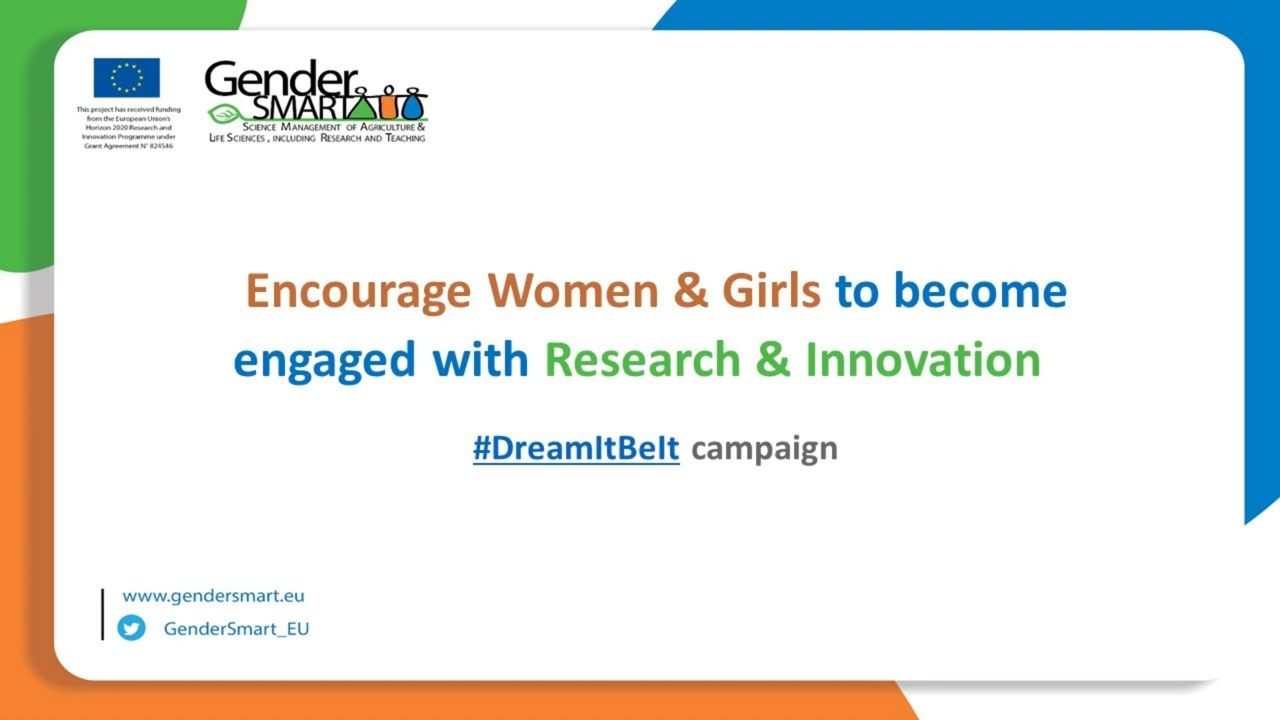 This project has received funding
from the European Union's
Horizon 2020 Research and
Innovation Programme under
Grant Agreement N° 824546
Gender
SMART
SCIENCE MANAGEMENT OF AGRICULTURE &
LIFE SCIENCES, INCLUDING RESEARCH AND TEACHING
Encourage Women & Girls to become
engaged with Research & Innovation
#DreamItBeIt campaign
www.gendersmart.eu
GenderSmart_EU